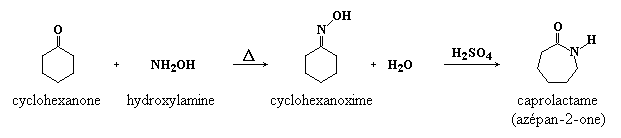 O
N
OH
O
N
H
+ NH2OH Δ + H2O H2SO4
cyclohexanone hydroxylamine cyclohexanoxime caprolactame
(azépan-2-one)